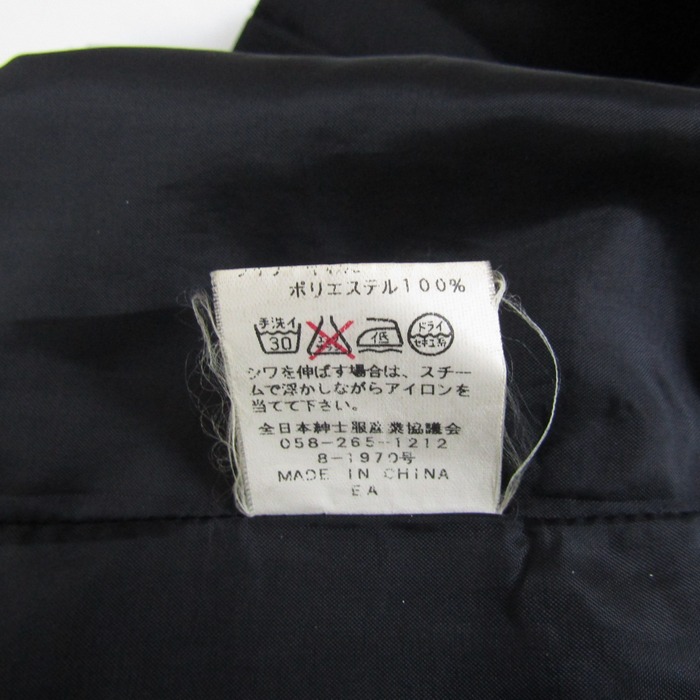 ポリエステル100%
手洗イ 30 低 ドライ セキユ系
シワを伸ばす場合は、スチー
ムで浮かしながらアイロンを
当てて下さい。
全日本紳士服産業協議会
058-265-1212
8-1970号
MADE IN CHINA
EA